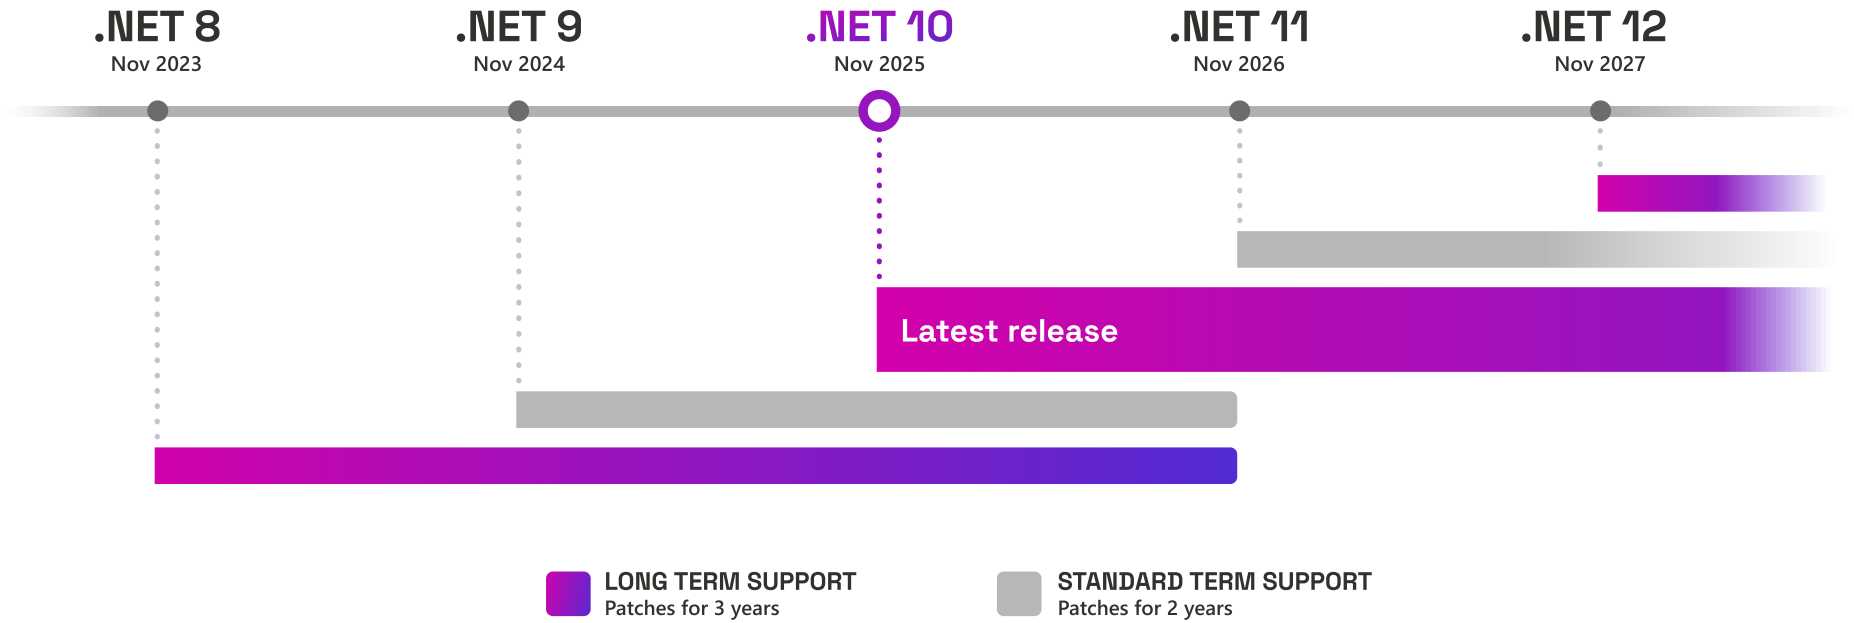 .NET 8
Nov 2023
.NET 9
Nov 2024
.NET 10
Nov 2025
.NET 11
Nov 2026
.NET 12
Nov 2027
Latest release
LONG TERM SUPPORT
Patches for 3 years
STANDARD TERM SUPPORT
Patches for 2 years